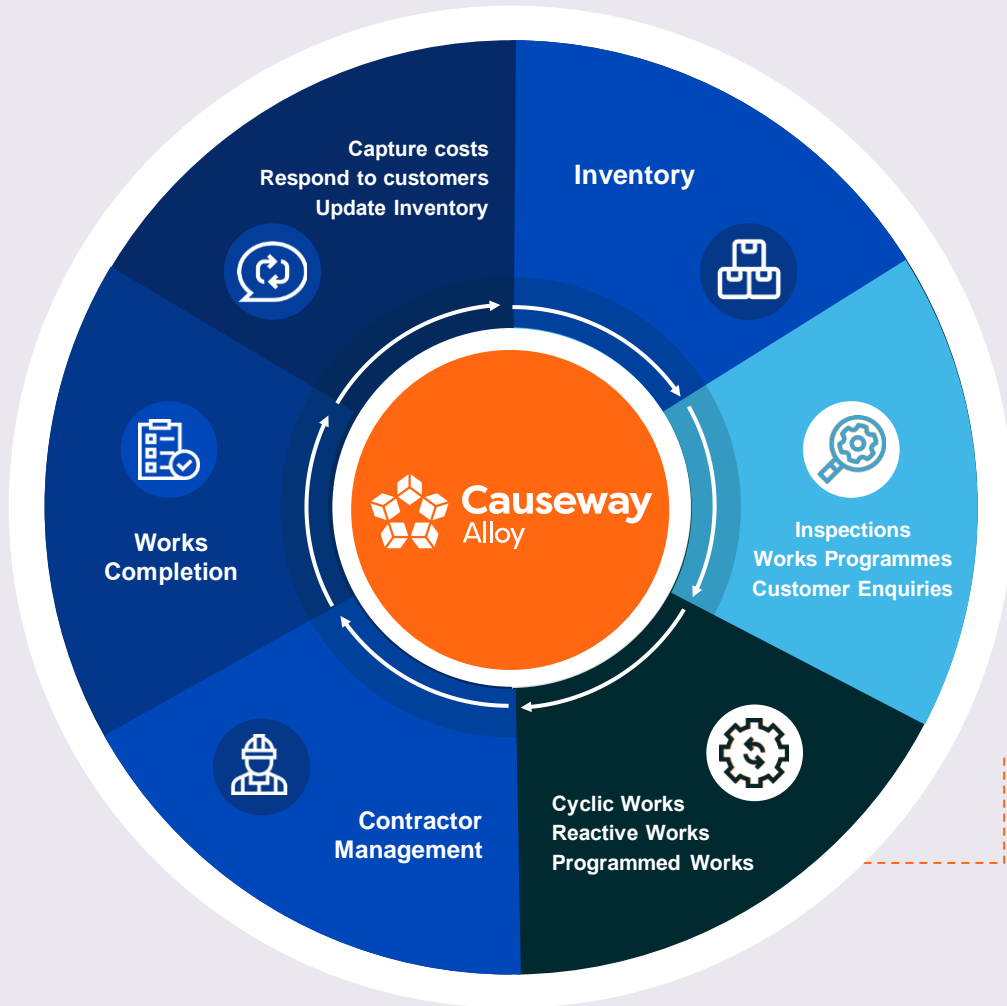 Capture costs
Respond to customers
Update Inventory
Inventory
Inspections
Works Programmes
Customer Enquiries
Cyclic Works
Reactive Works
Programmed Works
Contractor
Management
Works
Completion
Causeway
Alloy